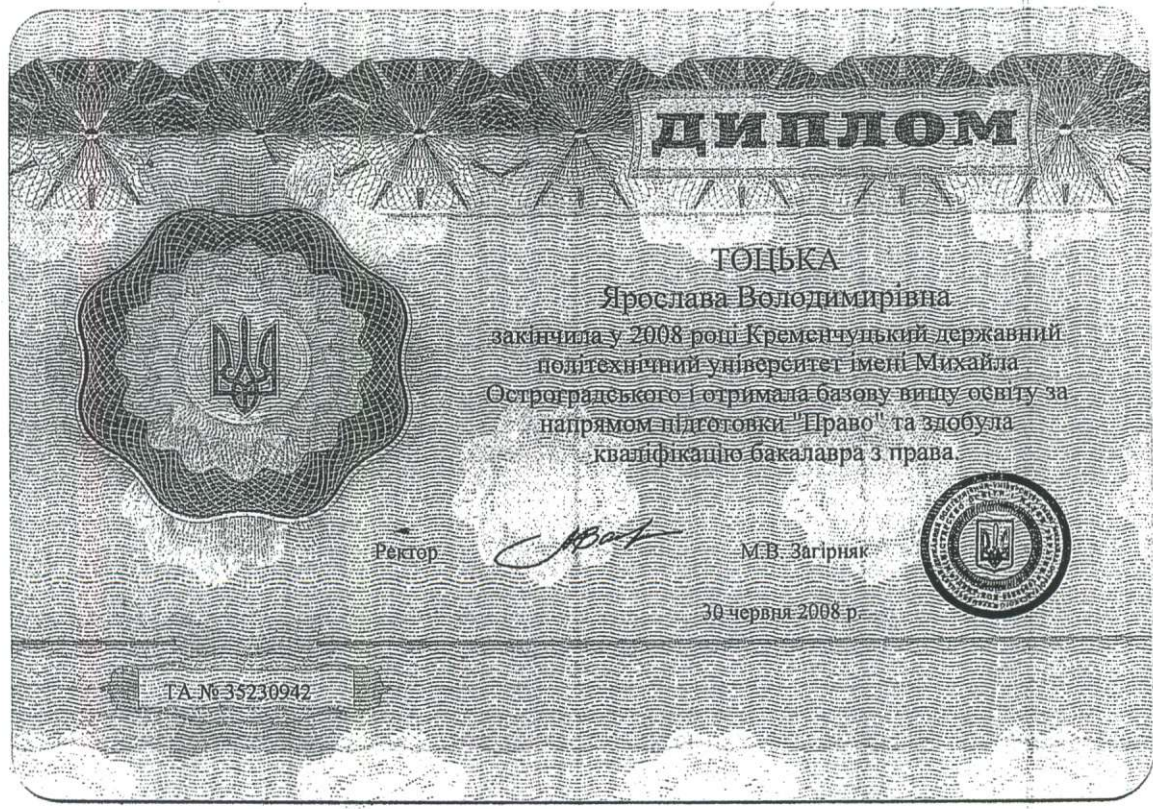 ДИПЛОМ
ТОЦЬКА
Ярослава Володимирівна
закінчила у 2008 році Кременчуцький державний
політехнічний університет імені Михайла
Остроградського і отримала базову вищу освіту за
напрямом підготовки "Право" та здобула
кваліфікацію бакалавра з права.
Ректор М.В. Загірняк
30 червня 2008 р.
ТА № 35230942